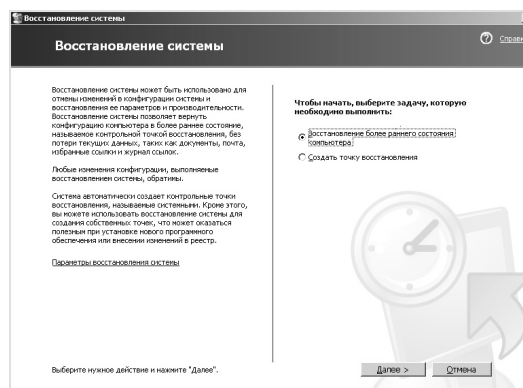 Восстановление системы
Восстановление системы
Восстановление системы может быть использовано для
отмены изменений в конфигурации системы и
восстановления ее параметров и производительности.
Восстановление системы позволяет вернуть
конфигурацию компьютера в более раннее состояние,
называемое контрольной точкой восстановления, без
потери текущих данных, таких как документы, почта,
избранные ссылки и журнал ссылок.
Любые изменения конфигурации, выполняемые
восстановлением системы, обратимы.
Система автоматически создает контрольные точки
восстановления, называемые системными. Кроме этого,
вы можете использовать восстановление системы для
создания собственных точек, что может оказаться
полезным при установке нового программного
обеспечения или внесении изменений в реестр.
Параметры восстановления системы
Выберите нужное действие и нажмите "Далее".
? Справк
Чтобы начать, выберите задачу, которую
необходимо выполнить:
Восстановление более раннего состояния
компьютера
Создать точку восстановления
Далее >
Отмена